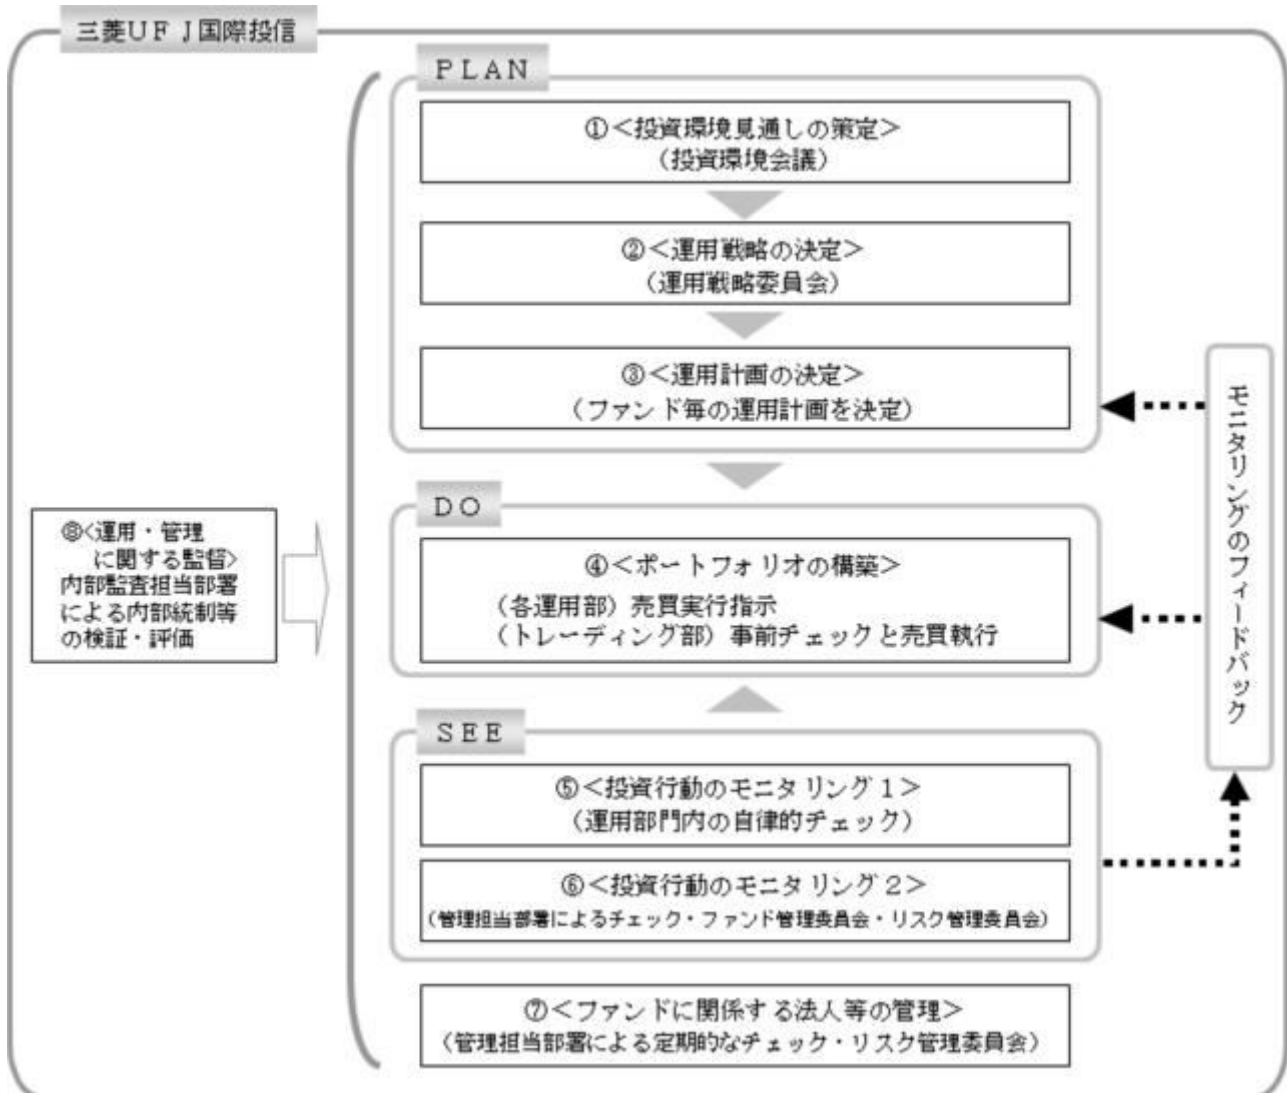 三菱UFJ国際投信
PLAN
①<投資環境見通しの策定>
(投資環境会議)
②<運用戦略の決定>
(運用戦略委員会)
③<運用計画の決定>
(ファンド毎の運用計画を決定)
DO
④<ポートフォリオの構築>
(各運用部)売買実行指示
(トレーディング部)事前チェックと売買執行
SEE
⑤<投資行動のモニタリング1>
(運用部門内の自律的チェック)
⑥<投資行動のモニタリング2>
(管理担当部署によるチェック・ファンド管理委員会・リスク管理委員会)
⑦<ファンドに関係する法人等の管理>
(管理担当部署による定期的なチェック・リスク管理委員会)
⑧<運用・管理
に関する監督>
内部監査担当部署
による内部統制等
の検証・評価
モニタリングのフィードバック